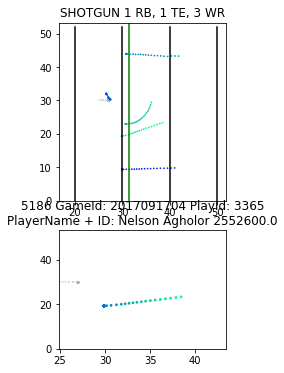 SHOTGUN 1 RB, 1 TE, 3 WR
50
40
30
20
10
0
20 30 40 50
5186 GameId: 2017091704 PlayId: 3365
PlayerName + ID: Nelson Agholor 2552600.0
40
20
0
25 30 35 40